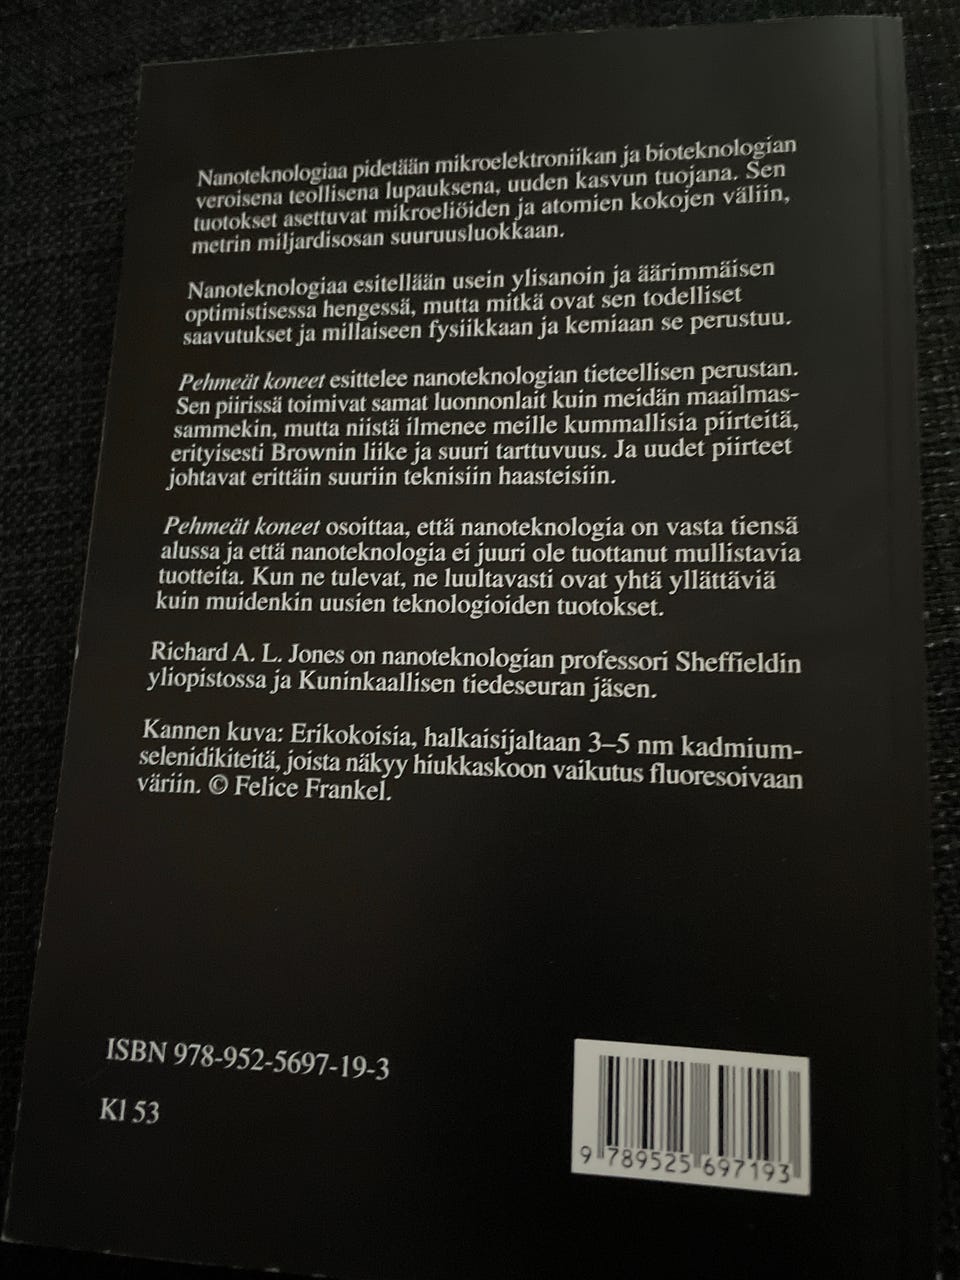 Nanoteknologiaa pidetään mikroelektroniikan ja bioteknologian
veroisena teollisena lupauksena, uuden kasvun tuojana. Sen
tuotokset asettuvat mikroeliöiden ja atomien kokojen väliin,
metrin miljardisosan suuruusluokkaan.
Nanoteknologiaa esitellään usein ylisanoin ja äärimmäisen
optimistisessa hengessä, mutta mitkä ovat sen todelliset
saavutukset ja millaiseen fysiikkaan ja kemiaan se perustuu.
Pehmeät koneet esittelee nanoteknologian tieteellisen perustan.
Sen piirissä toimivat samat luonnonlait kuin meidän maailmas-
sammekin, mutta niistä ilmenee meille kummallisia piirteitä,
erityisesti Brownin liike ja suuri tarttuvuus. Ja uudet piirteet
johtavat erittäin suuriin teknisiin haasteisiin.
Pehmeät koneet osoittaa, että nanoteknologia on vasta tiensä
alussa ja että nanoteknologia ei juuri ole tuottanut mullistavia
tuotteita. Kun ne tulevat, ne luultavasti ovat yhtä yllättäviä
kuin muidenkin uusien teknologioiden tuotokset.
Richard A. L. Jones on nanoteknologian professori Sheffieldin
yliopistossa ja Kuninkaallisen tiedeseuran jäsen.
Kannen kuva: Erikokoisia, halkaisijaltaan 3–5 nm kadmium-
selenidikiteitä, joista näkyy hiukkaskoon vaikutus fluoresoivaan
väriin. © Felice Frankel.
ISBN 978-952-5697-19-3
Kl 53
9 789525 697193